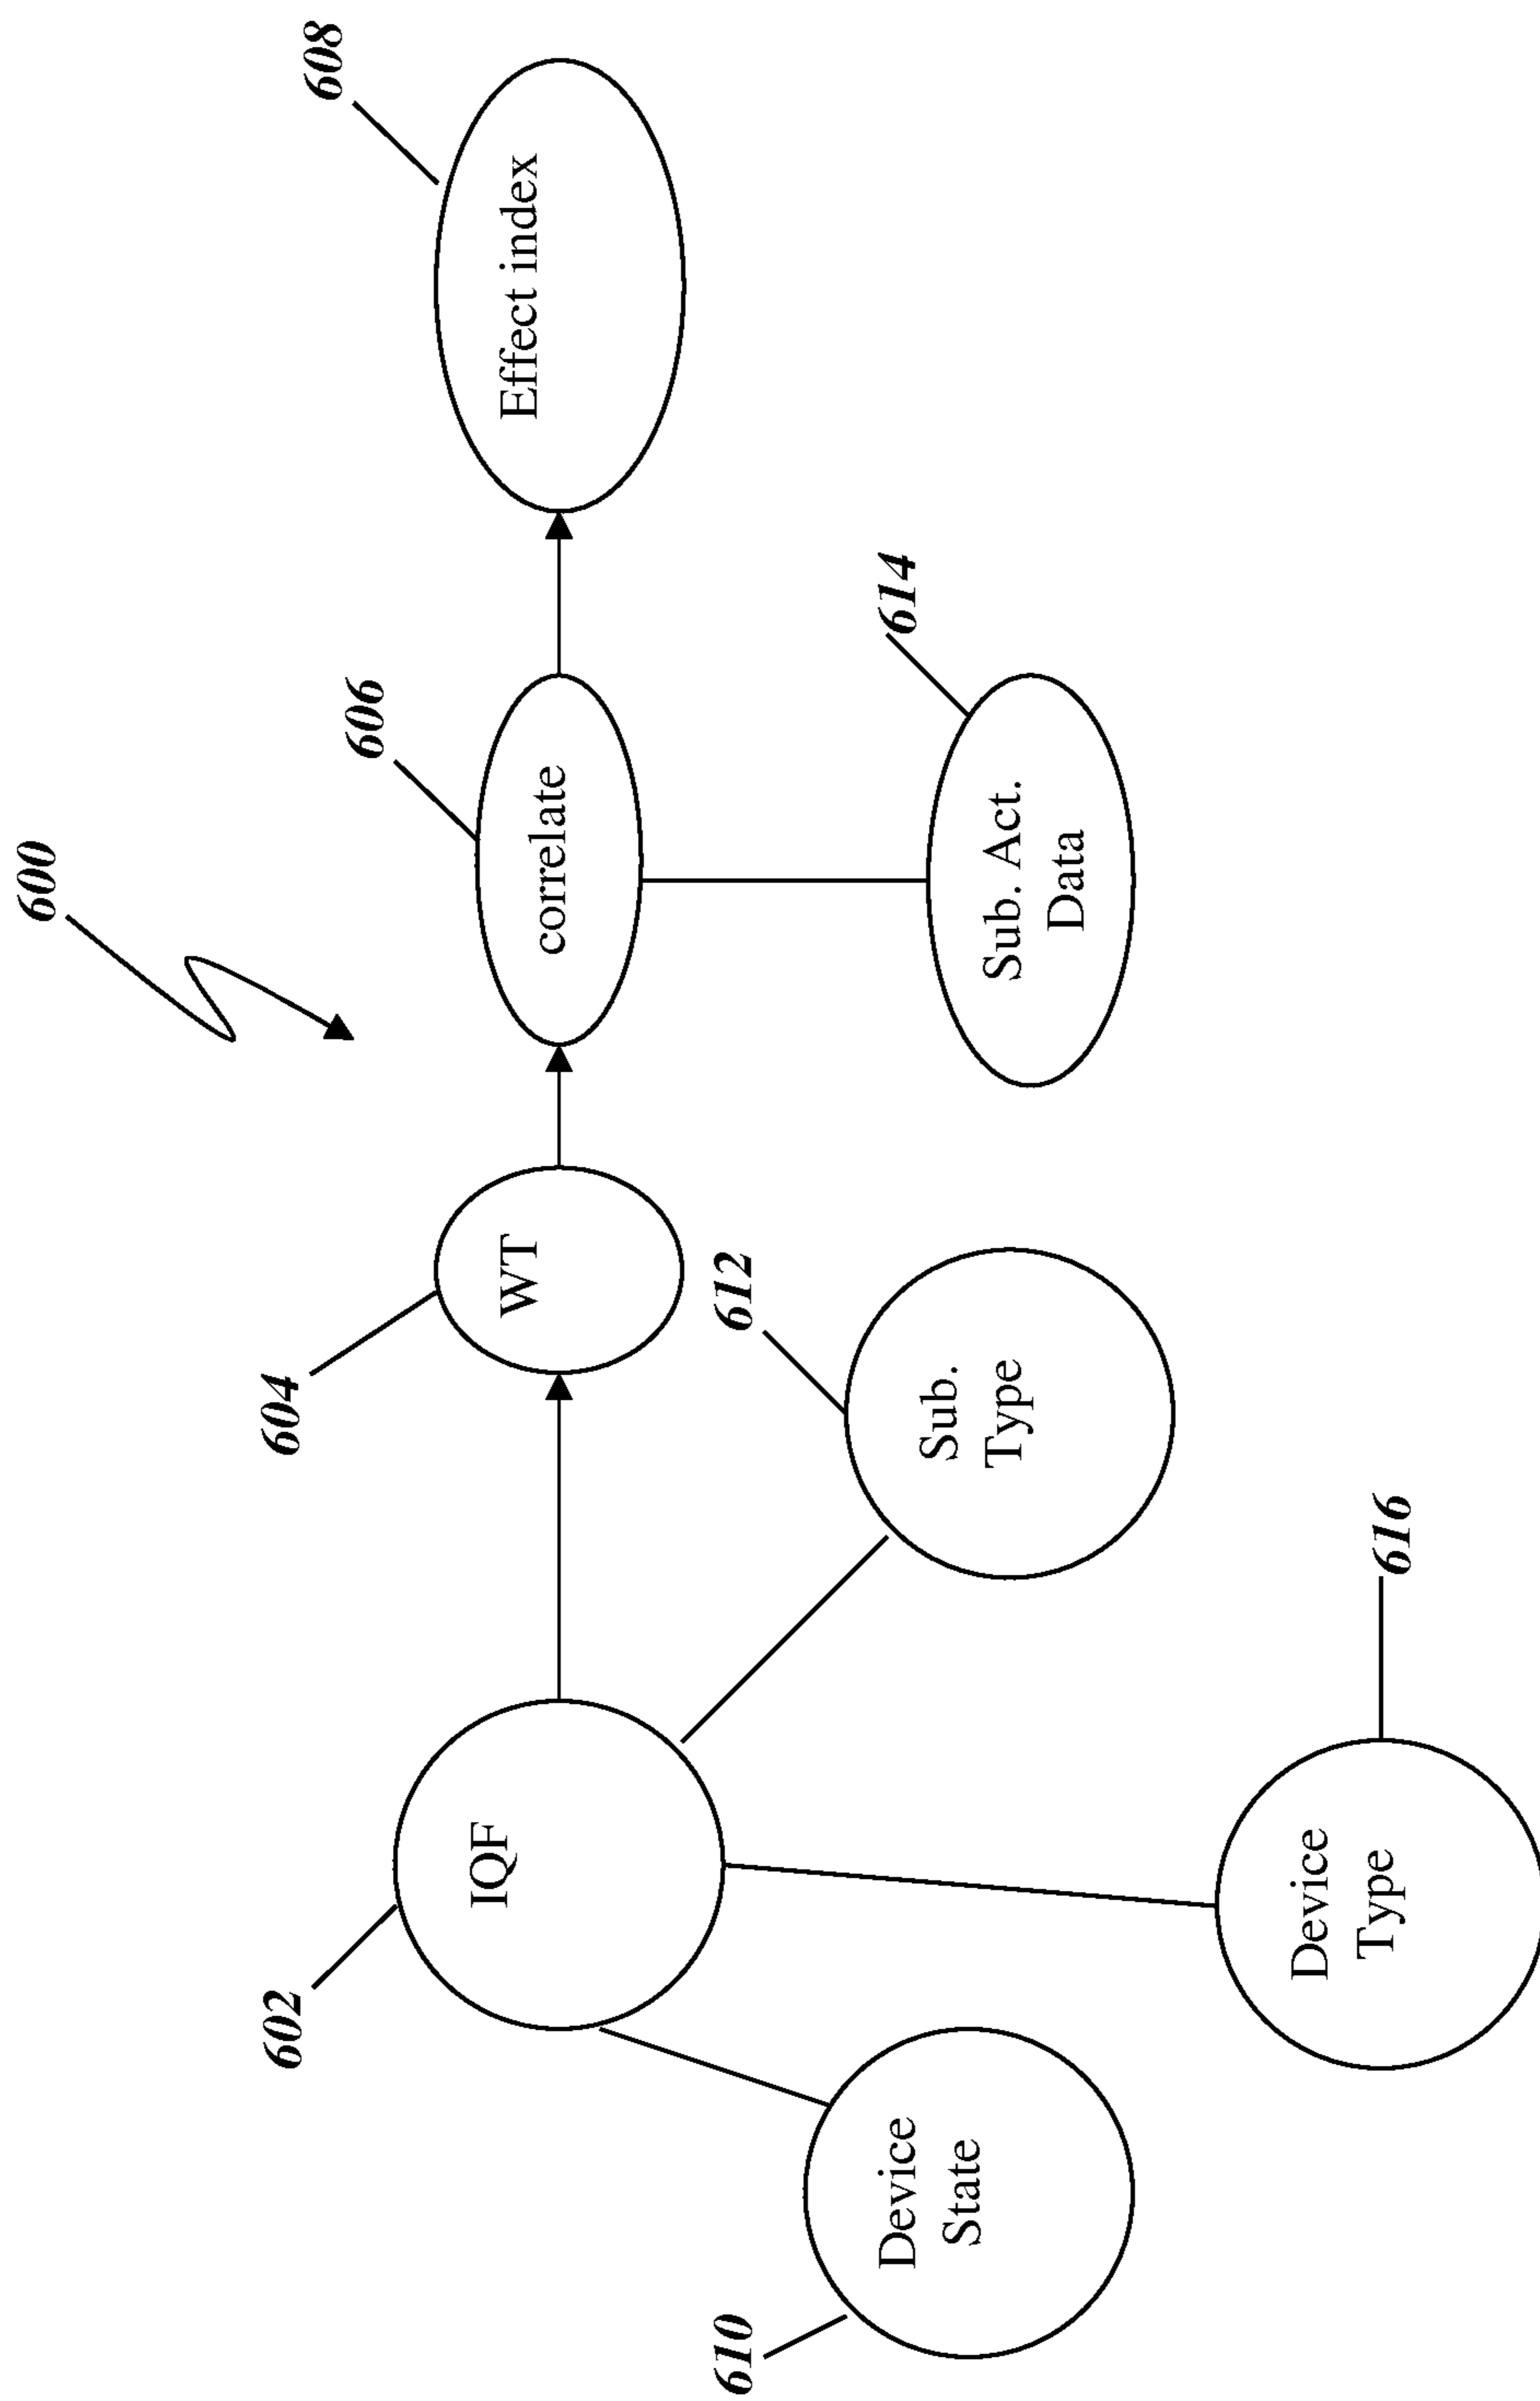 600
602
IQF
604
WT
606
correlate
608
Effect index
610
Device
State
612
Sub.
Type
614
Sub. Act.
Data
616
Device
Type